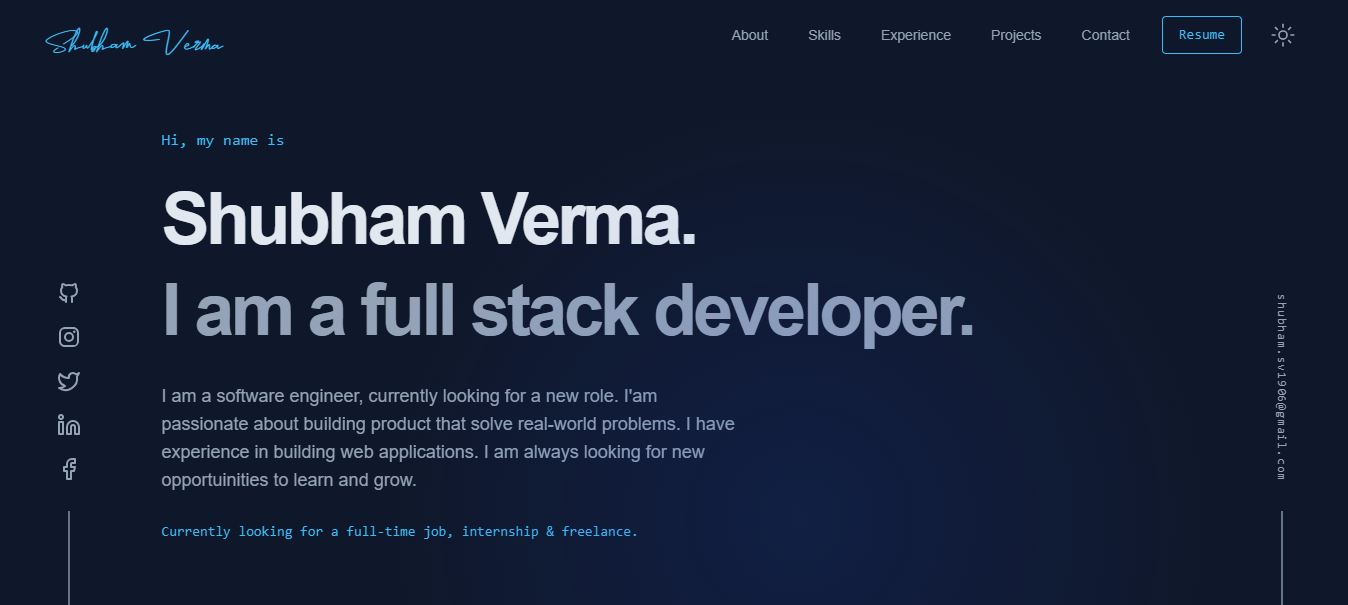 Shubham Verma
About
Skills
Experience
Projects
Contact
Resume
Hi, my name is
Shubham Verma.
I am a full stack developer.
I am a software engineer, currently looking for a new role. I'am
passionate about building product that solve real-world problems. I have
experience in building web applications. I am always looking for new
opportuinities to learn and grow.
Currently looking for a full-time job, internship & freelance.
shubham.sv1906@gmail.com